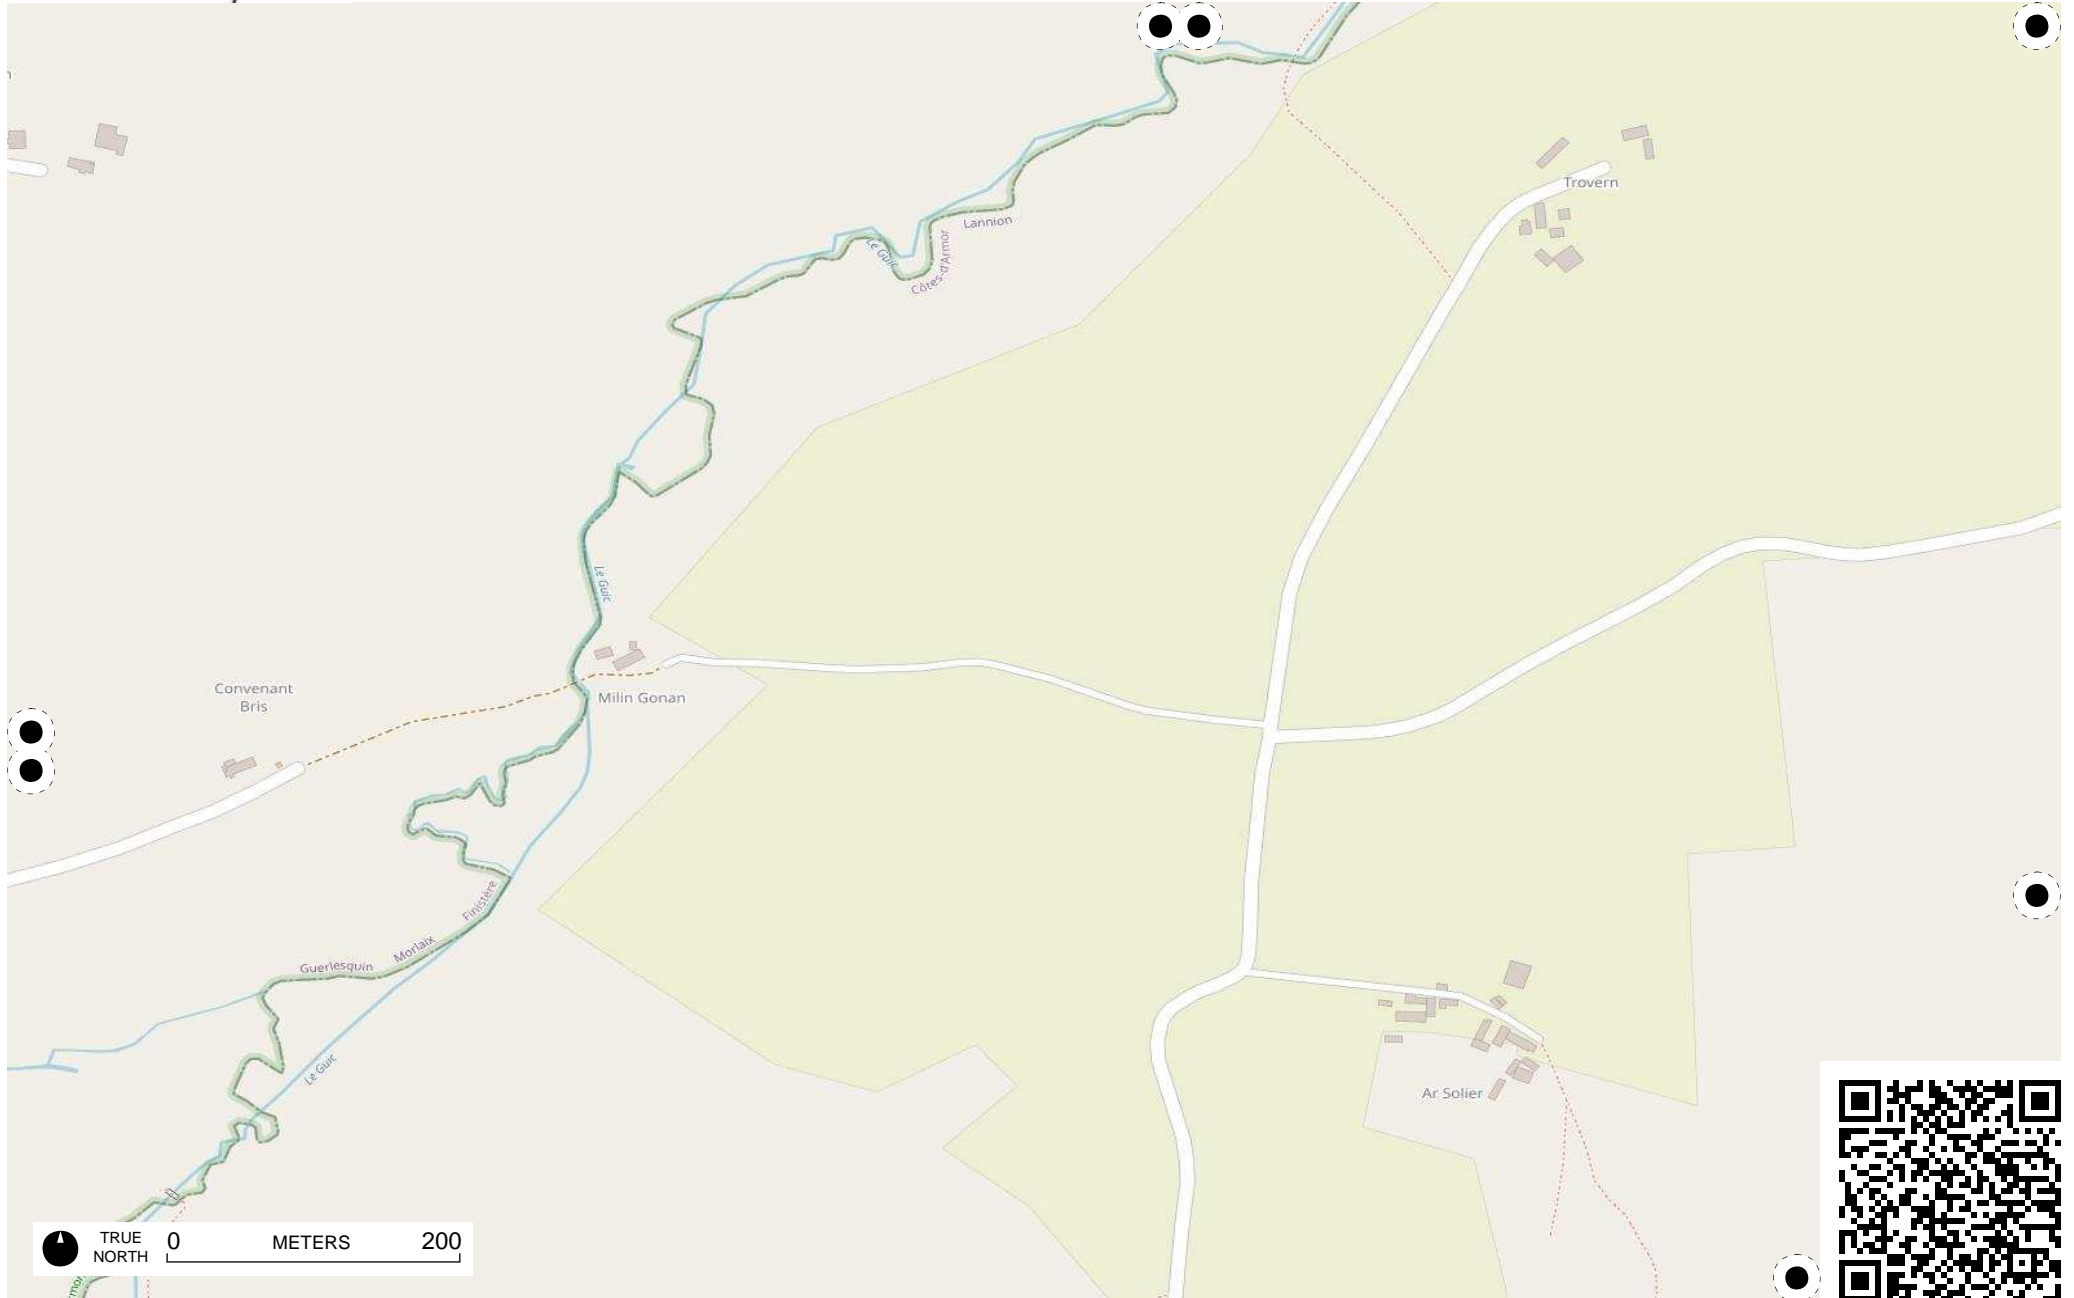 Trovern
Lannion
Côtes-d'Armor
Le Guic
Le Guic
Convenant
Bris
Milin Gonan
Finistère
Morlaix
Guerlesquin
Le Guic
Ar Solier
TRUE
NORTH
0 METERS 200